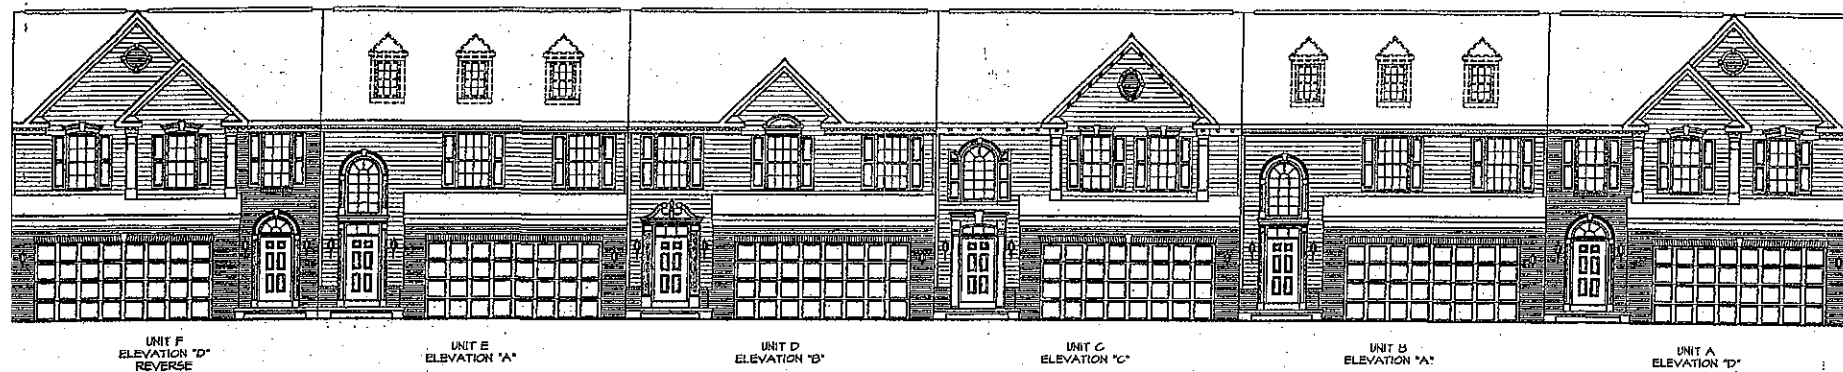 UNIT F
ELEVATION "D"
REVERSE
UNIT E
ELEVATION "A"
UNIT D
ELEVATION "B"
UNIT C
ELEVATION "C"
UNIT B
ELEVATION "A"
UNIT A
ELEVATION "D"